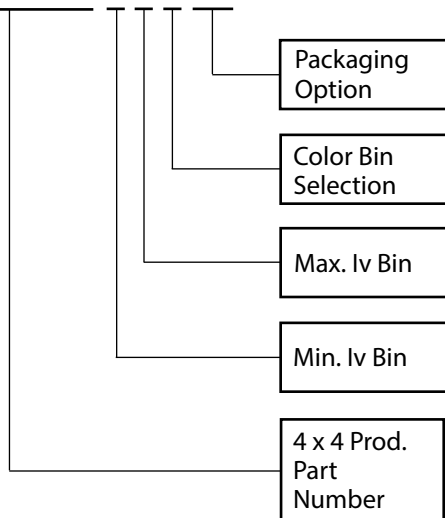 Packaging
Option
Color Bin
Selection
Max. Iv Bin
Min. Iv Bin
4 x 4 Prod.
Part
Number